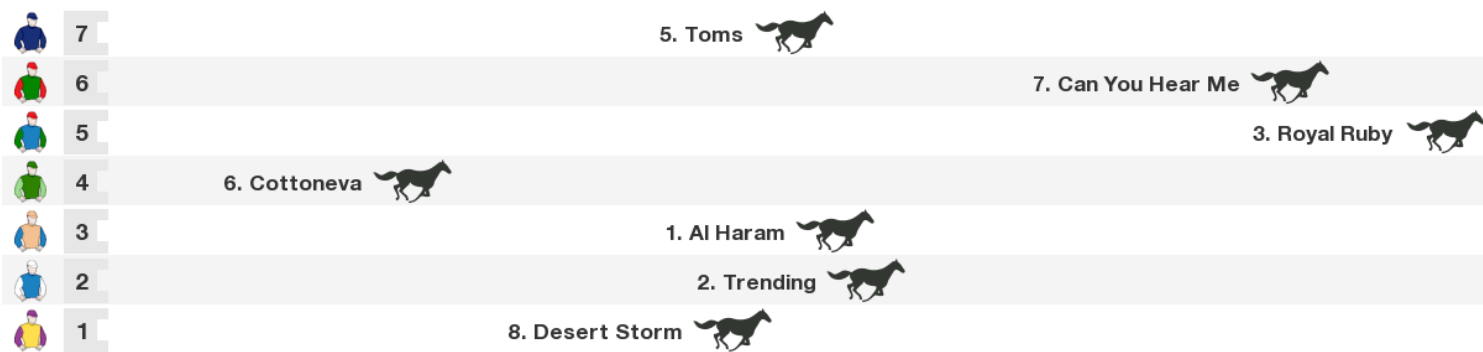 7 5. Toms
6 7. Can You Hear Me
5 3. Royal Ruby
4 6. Cottoneva
3 1. Al Haram
2 2. Trending
1 8. Desert Storm